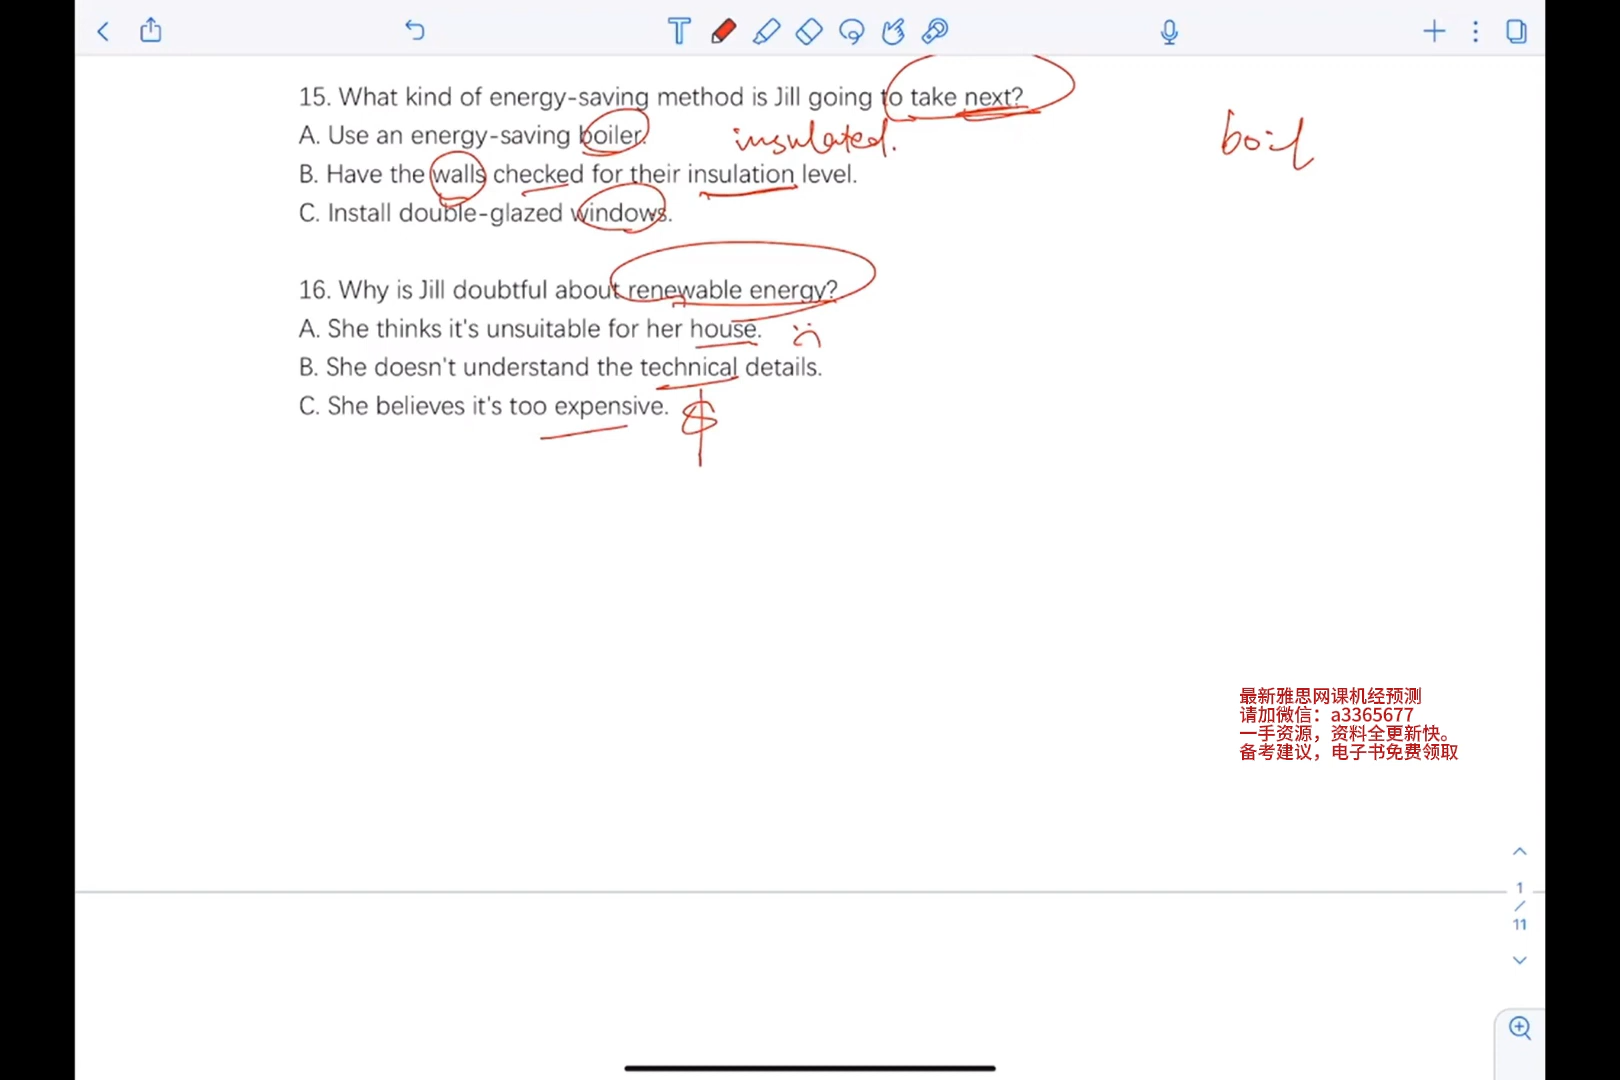 15. What kind of energy-saving method is Jill going to take next?
A. Use an energy-saving boiler.
insulated.
boil
B. Have the walls checked for their insulation level.
C. Install double-glazed windows.
16. Why is Jill doubtful about renewable energy?
A. She thinks it's unsuitable for her house.
B. She doesn't understand the technical details.
C. She believes it's too expensive.
$
最新雅思网课机经预测
请加微信：a3365677
一手资源，资料全更新快。
备考建议，电子书免费领取
1
/
11